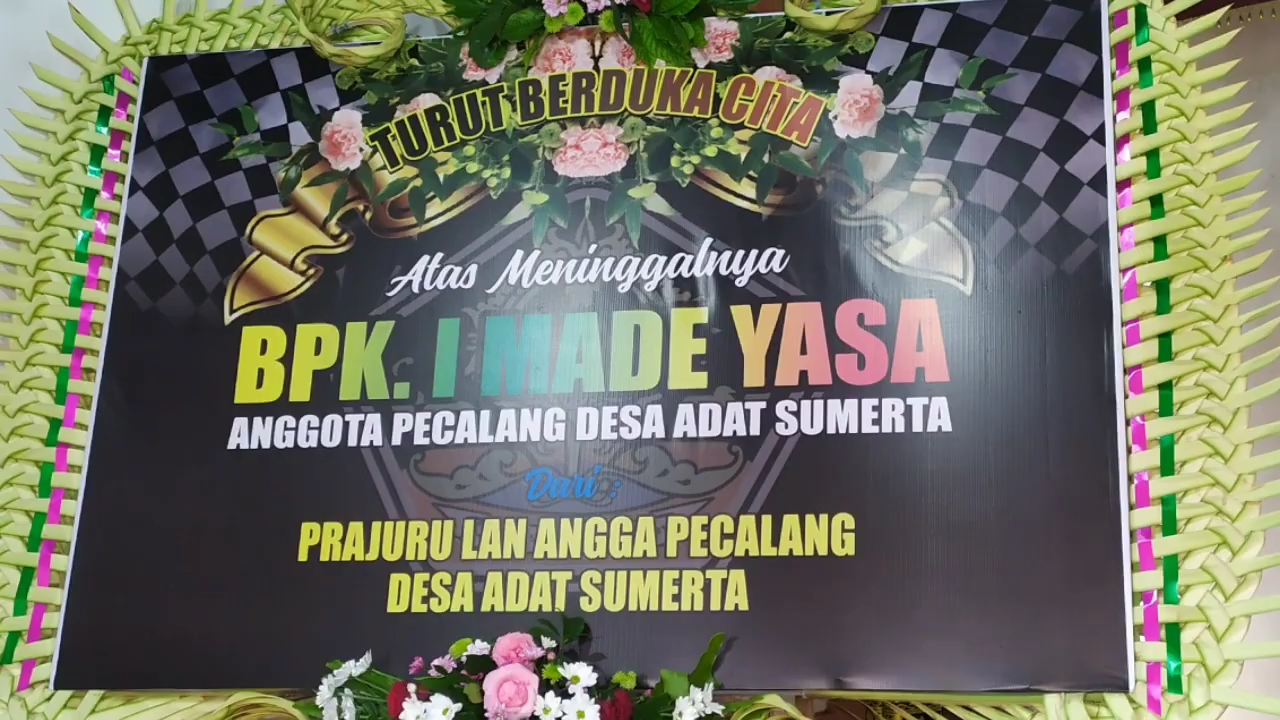 TURUT BERDUKA CITA
Atas Meninggalnya
BPK. I MADE YASA
ANGGOTA PECALANG DESA ADAT SUMERTA
Dari :
PRAJURU LAN ANGGA PECALANG
DESA ADAT SUMERTA